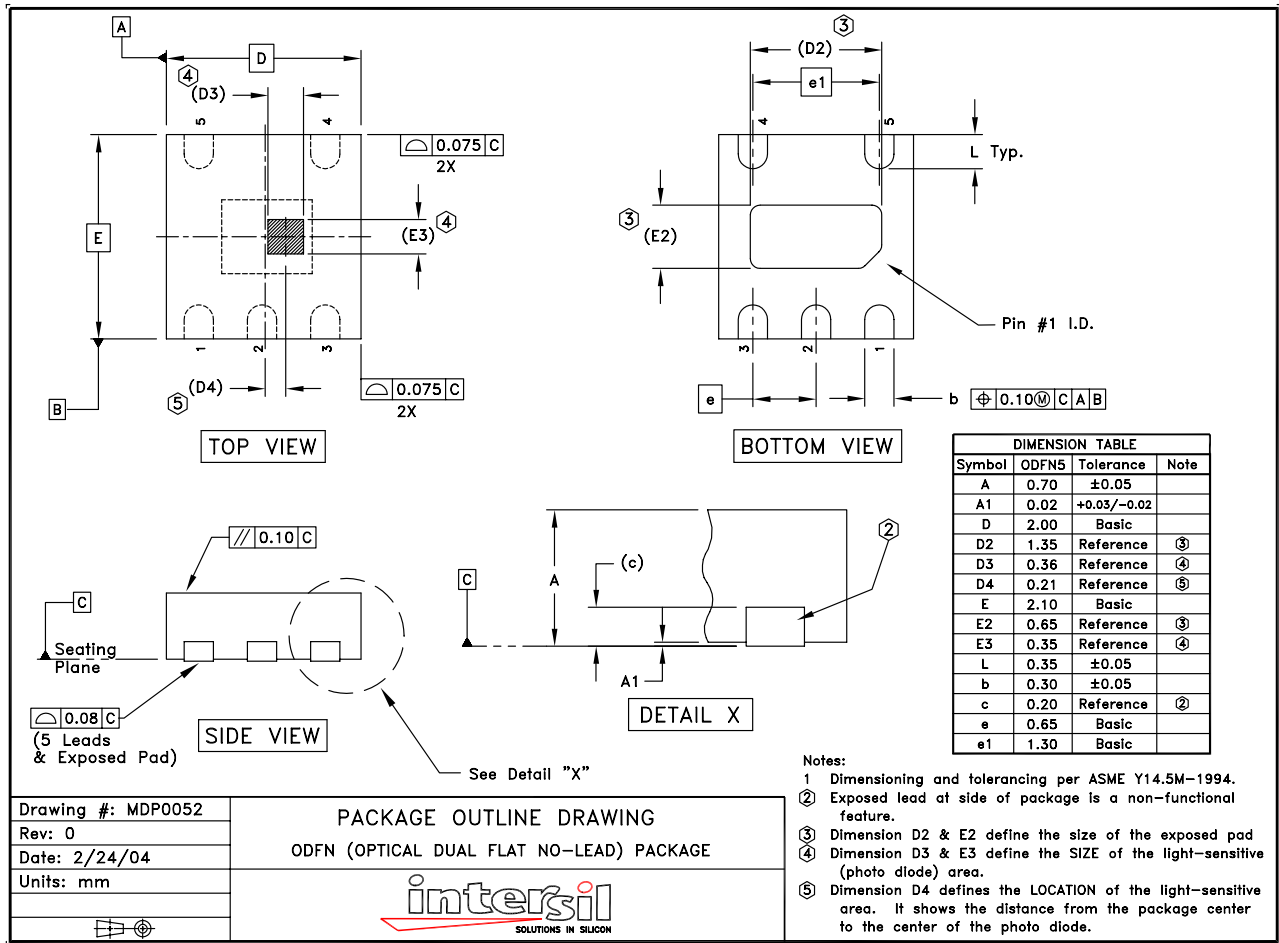 A
D
4
(D3)
5
4
0.075 C
2X
E
(E3)
4
1
2
3
(D4)
5
0.075 C
2X
B
TOP VIEW
3
(D2)
e1
4
5
L Typ.
3
(E2)
Pin #1 I.D.
3
2
1
e
b
0.10Ⓜ C A B
BOTTOM VIEW
DIMENSION TABLE
Symbol ODFN5 Tolerance Note
A 0.70 ±0.05
A1 0.02 +0.03/-0.02
D 2.00 Basic
D2 1.35 Reference 3
D3 0.36 Reference 4
D4 0.21 Reference 5
E 2.10 Basic
E2 0.65 Reference 3
E3 0.35 Reference 4
L 0.35 ±0.05
b 0.30 ±0.05
c 0.20 Reference 2
e 0.65 Basic
e1 1.30 Basic
// 0.10 C
C
Seating
Plane
0.08 C
(5 Leads
& Exposed Pad)
SIDE VIEW
See Detail "X"
C
A
(c)
2
A1
DETAIL X
Notes:
1 Dimensioning and tolerancing per ASME Y14.5M-1994.
2 Exposed lead at side of package is a non-functional
feature.
3 Dimension D2 & E2 define the size of the exposed pad
4 Dimension D3 & E3 define the SIZE of the light-sensitive
(photo diode) area.
5 Dimension D4 defines the LOCATION of the light-sensitive
area. It shows the distance from the package center
to the center of the photo diode.
Drawing #: MDP0052
Rev: 0
Date: 2/24/04
Units: mm
PACKAGE OUTLINE DRAWING
ODFN (OPTICAL DUAL FLAT NO-LEAD) PACKAGE
intersil
SOLUTIONS IN SILICON